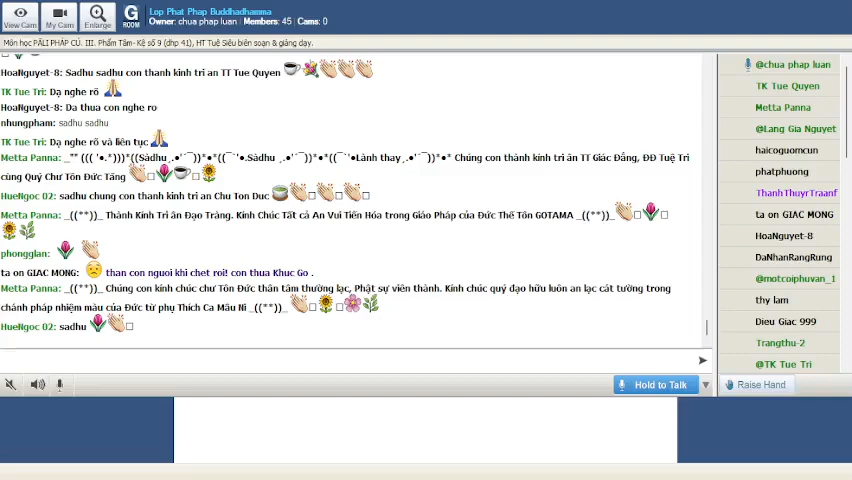 Lop Phat Phap Buddhadhamma
Owner: chua phap luan | Members: 45 | Cams: 0
View Cam
My Cam
Enlarge
G
ROOM
Môn học PĀLI PHÁP CÚ. III. Phẩm Tâm- Kệ số 9 (dhp 41), HT Tuệ Siêu biên soạn & giảng dạy.
HoaNguyet-8: Sadhu sadhu con thanh kinh tri an TT Tue Quyen
TK Tue Tri: Dạ nghe rõ
HoaNguyet-8: Da thua con nghe ro
nhungpham: sadhu sadhu
TK Tue Tri: Dạ nghe rõ và liên tục
Metta Panna: _** ((( '•.*)))*((Sàdhu¸.•'´¯))*•*((¯`'•.Sàdhu ¸.•'´¯))*•*((¯`'•Lành thay¸.•'´¯))*•* Chúng con thành kính tri ân TT Giác Đẳng, ĐĐ Tuệ Trị
cùng Quý Chư Tôn Đức Tăng
HueNgoc 02: sadhu chung con thanh kinh tri an Chu Ton Duc
Metta Panna: _((**))_ Thành Kính Tri ân Đạo Tràng. Kính Chúc Tất cả An Vui Tiến Hóa trong Giáo Pháp của Đức Thế Tôn GOTAMA _((**))_
phongglan:
ta on GIAC MONG: than con nguoi khi chet roi! con thua Khuc Go .
Metta Panna: _((**))_ Chúng con kính chúc chư Tôn Đức thân tâm thường lạc, Phật sự viên thành. Kính chúc quý đạo hữu luôn an lạc cát tường trong
chánh pháp nhiệm màu của Đức từ phụ Thích Ca Mâu Ni _((**))_
HueNgoc 02: sadhu
@chua phap luan
TK Tue Quyen
Metta Panna
@Lang Gia Nguyet
haicoguomcun
phatphuong
ThanhThuyrTraanf
ta on GIAC MONG
HoaNguyet-8
DaNhanRangRung
@motcoiphuvan_1
thy lam
Dieu Giac 999
Trangthu-2
@TK Tue Tri
Hold to Talk
Raise Hand